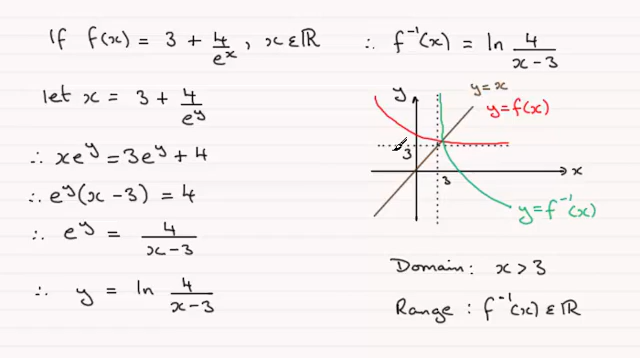 If f(x) = 3 + 4/e^x, x ∈ ℝ
let x = 3 + 4/e^y
∴ xe^y = 3e^y + 4
∴ e^y(x − 3) = 4
∴ e^y = 4/(x − 3)
∴ y = ln 4/(x − 3)
∴ f⁻¹(x) = ln 4/(x − 3)
y = x
y
y = f(x)
3
x
3
y = f⁻¹(x)
Domain: x > 3
Range: f⁻¹(x) ∈ ℝ